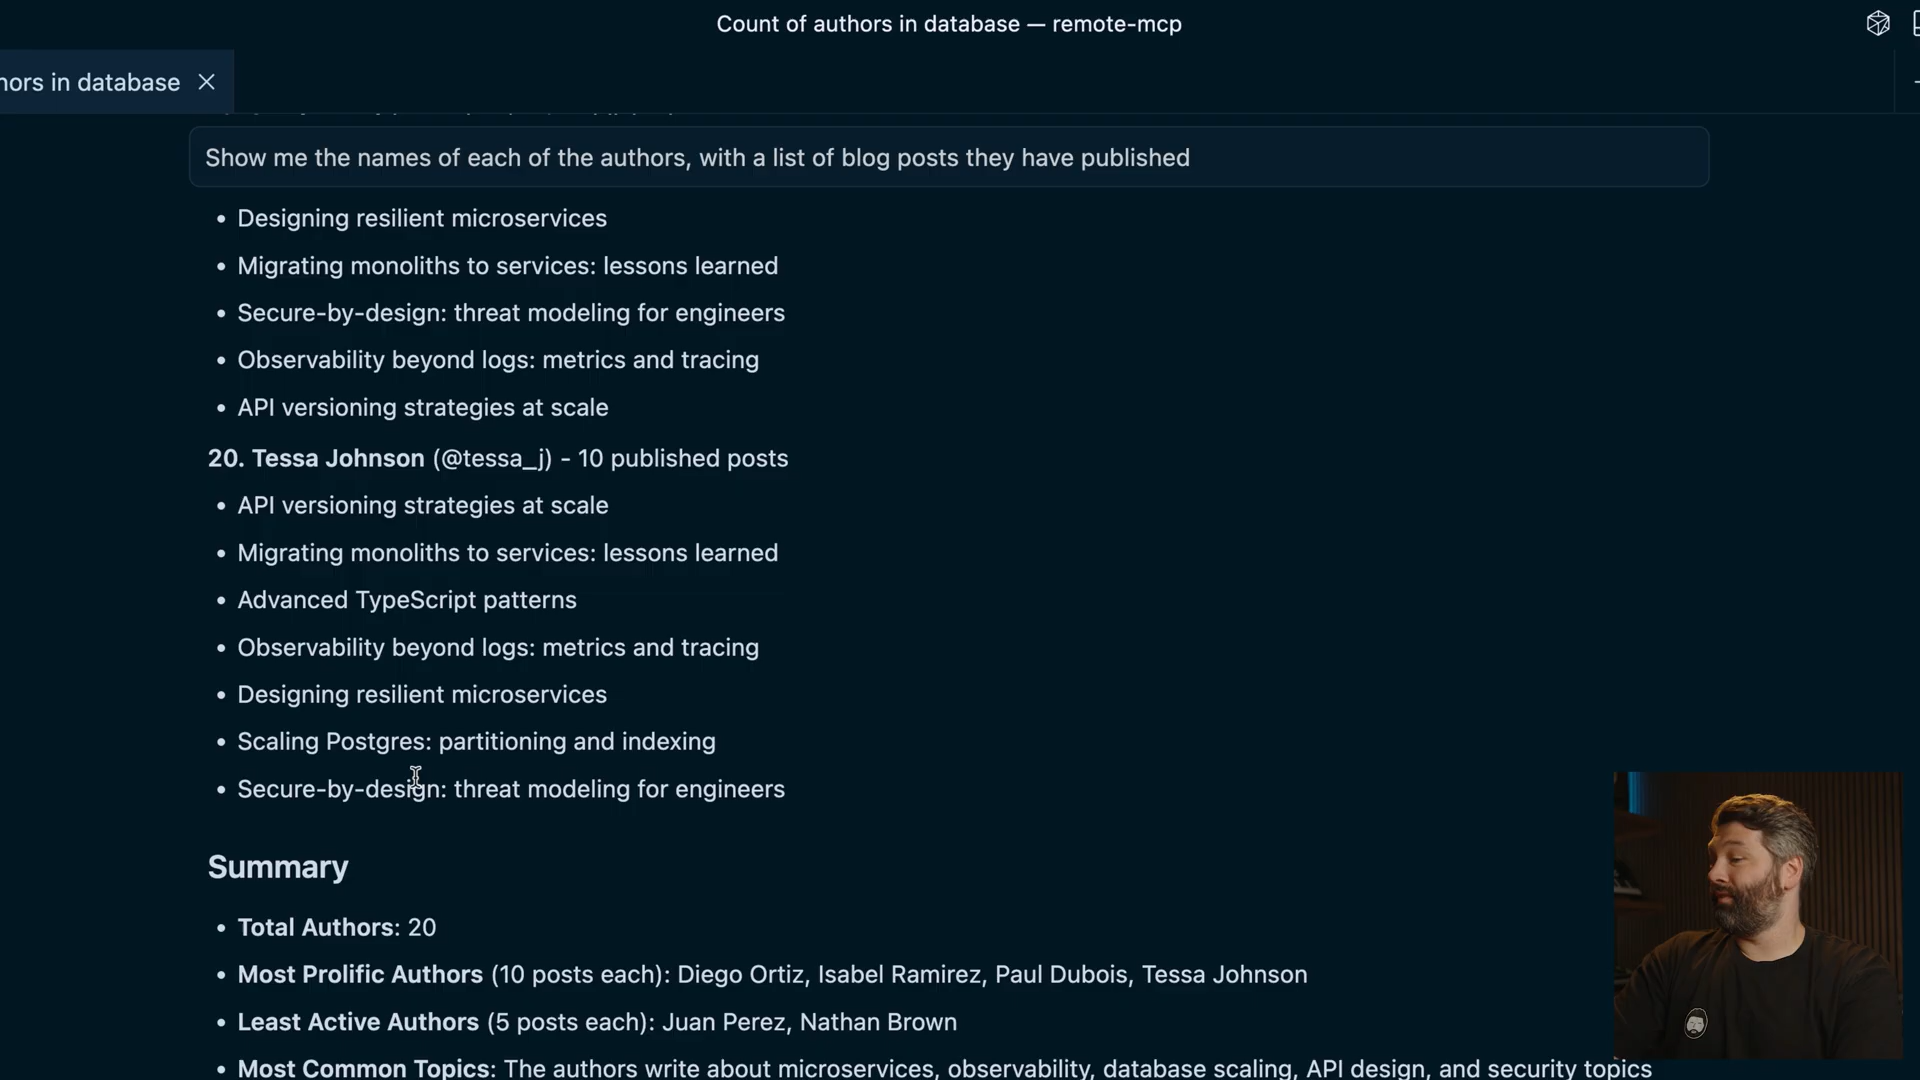 Count of authors in database — remote-mcp
hors in database
Show me the names of each of the authors, with a list of blog posts they have published
• Designing resilient microservices
• Migrating monoliths to services: lessons learned
• Secure-by-design: threat modeling for engineers
• Observability beyond logs: metrics and tracing
• API versioning strategies at scale
20. Tessa Johnson (@tessa_j) - 10 published posts
• API versioning strategies at scale
• Migrating monoliths to services: lessons learned
• Advanced TypeScript patterns
• Observability beyond logs: metrics and tracing
• Designing resilient microservices
• Scaling Postgres: partitioning and indexing
• Secure-by-design: threat modeling for engineers
Summary
• Total Authors: 20
• Most Prolific Authors (10 posts each): Diego Ortiz, Isabel Ramirez, Paul Dubois, Tessa Johnson
• Least Active Authors (5 posts each): Juan Perez, Nathan Brown
• Most Common Topics: The authors write about microservices, observability, database scaling, API design, and security topics